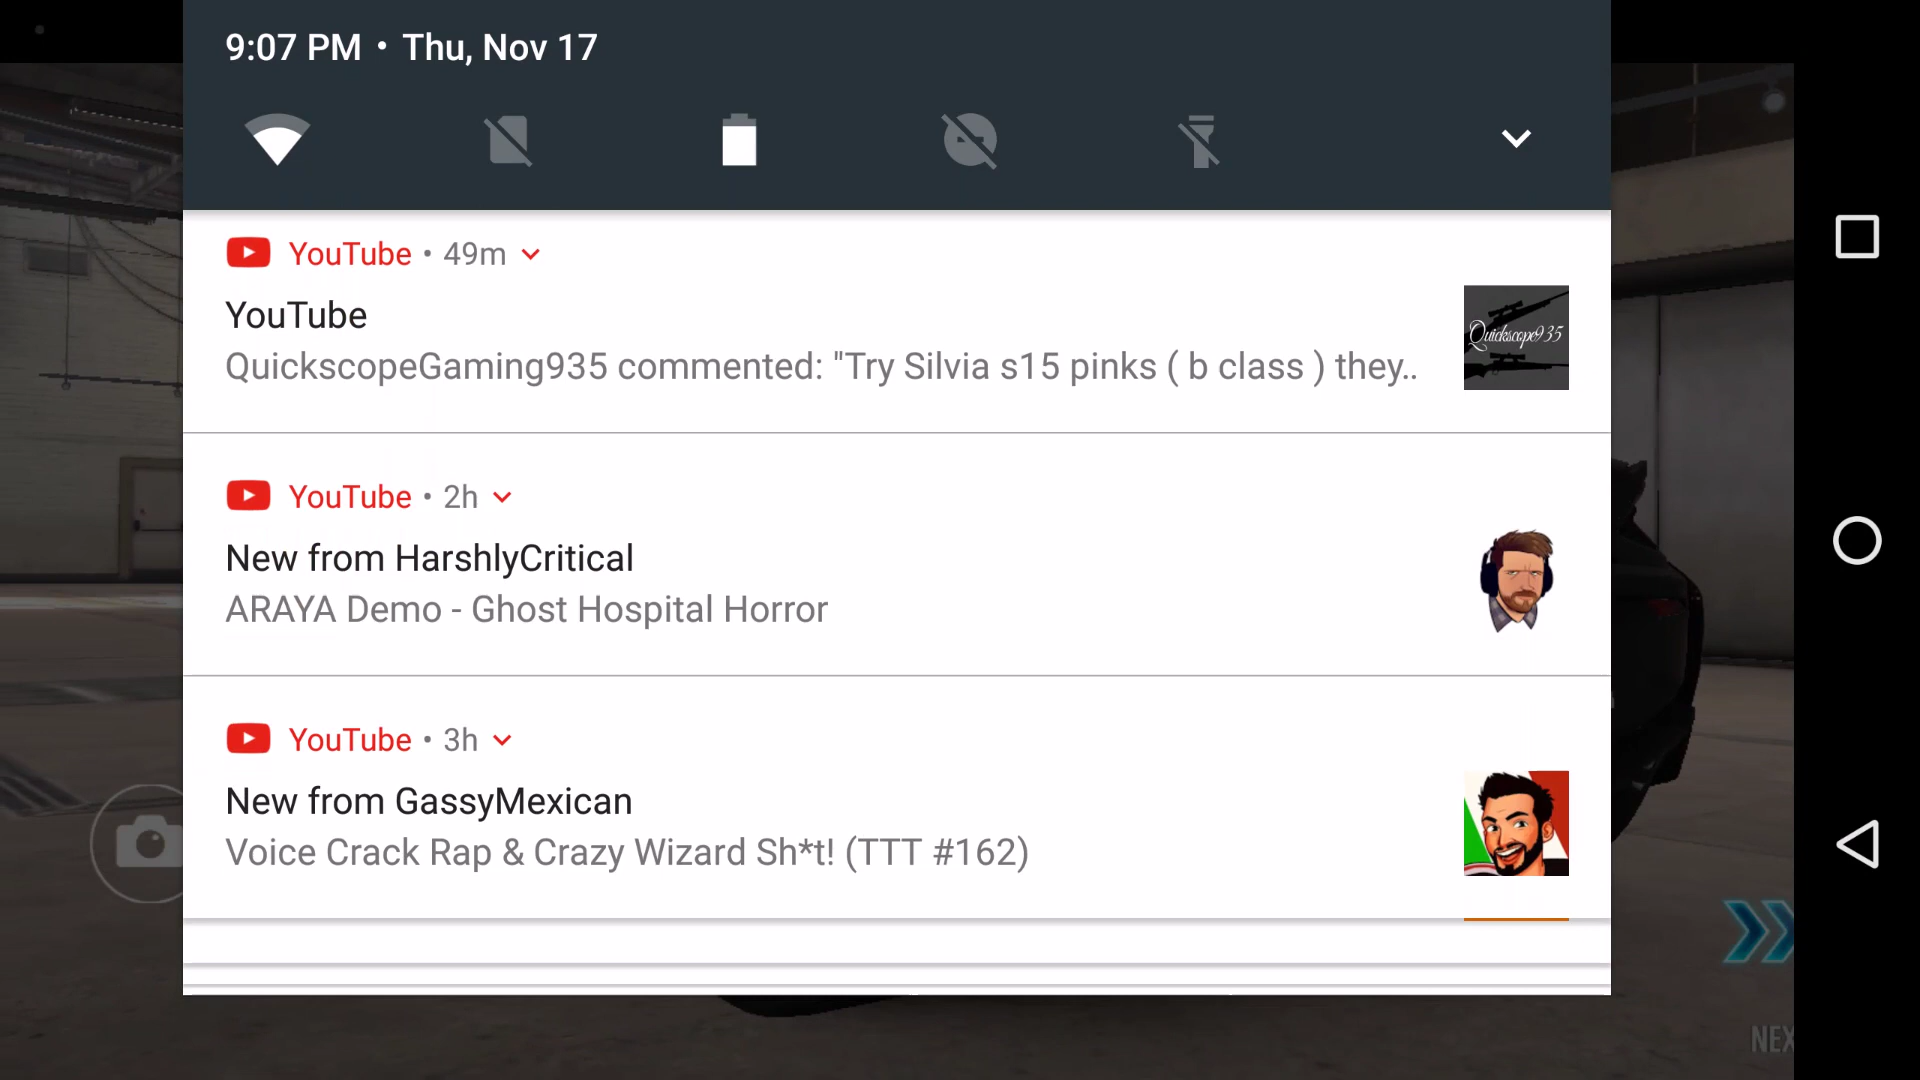 9:07 PM • Thu, Nov 17
YouTube • 49m
YouTube
QuickscopeGaming935 commented: "Try Silvia s15 pinks ( b class ) they..
Quickscope935
YouTube • 2h
New from HarshlyCritical
ARAYA Demo - Ghost Hospital Horror
YouTube • 3h
New from GassyMexican
Voice Crack Rap & Crazy Wizard Sh*t! (TTT #162)
NEX